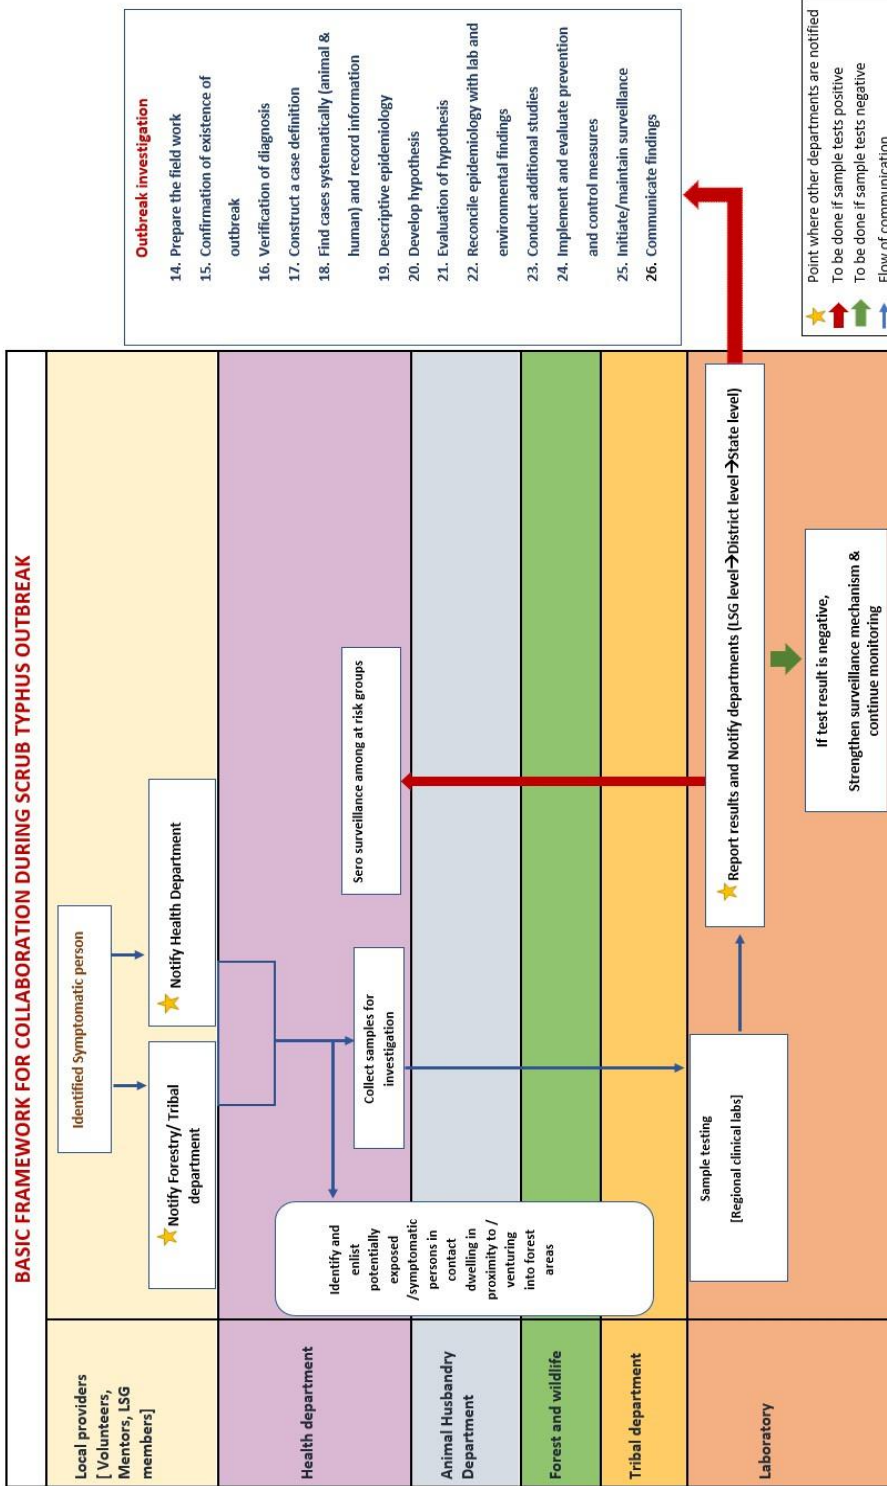 BASIC FRAMEWORK FOR COLLABORATION DURING SCRUB TYPHUS OUTBREAK
Local providers
[ Volunteers,
Mentors, LSG
members]
Identified Symptomatic person
Notify Forestry/ Tribal
department
Notify Health Department
Health department
Identify and
enlist
potentially
exposed
/symptomatic
persons in
contact
dwelling in
proximity to /
venturing
into forest
areas
Collect samples for
investigation
Sero surveillance among at risk groups
Animal Husbandry
Department
Forest and wildlife
Tribal department
Laboratory
Sample testing
[Regional clinical labs]
Report results and Notify departments (LSG level→District level→State level)
If test result is negative,
Strengthen surveillance mechanism &
continue monitoring
Outbreak investigation
14. Prepare the field work
15. Confirmation of existence of
outbreak
16. Verification of diagnosis
17. Construct a case definition
18. Find cases systematically (animal &
human) and record information
19. Descriptive epidemiology
20. Develop hypothesis
21. Evaluation of hypothesis
22. Reconcile epidemiology with lab and
environmental findings
23. Conduct additional studies
24. Implement and evaluate prevention
and control measures
25. Initiate/maintain surveillance
26. Communicate findings
Point where other departments are notified
To be done if sample tests positive
To be done if sample tests negative
Flow of communication